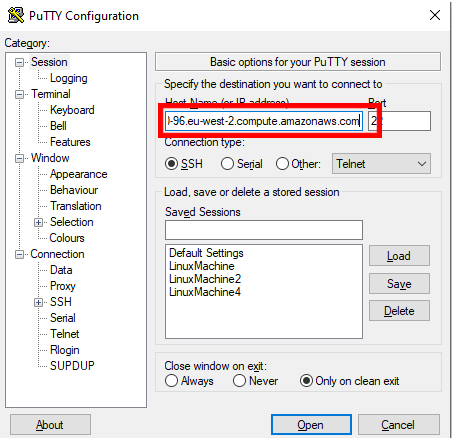 PuTTY Configuration
Category:
Session
Logging
Terminal
Keyboard
Bell
Features
Window
Appearance
Behaviour
Translation
Selection
Colours
Connection
Data
Proxy
SSH
Serial
Telnet
Rlogin
SUPDUP
Basic options for your PuTTY session
Specify the destination you want to connect to
Host Name (or IP address)
Port
-96.eu-west-2.compute.amazonaws.com
22
Connection type:
SSH
Serial
Other:
Telnet
Load, save or delete a stored session
Saved Sessions
Default Settings
LinuxMachine
LinuxMachine2
LinuxMachine4
Load
Save
Delete
Close window on exit:
Always
Never
Only on clean exit
About
Open
Cancel